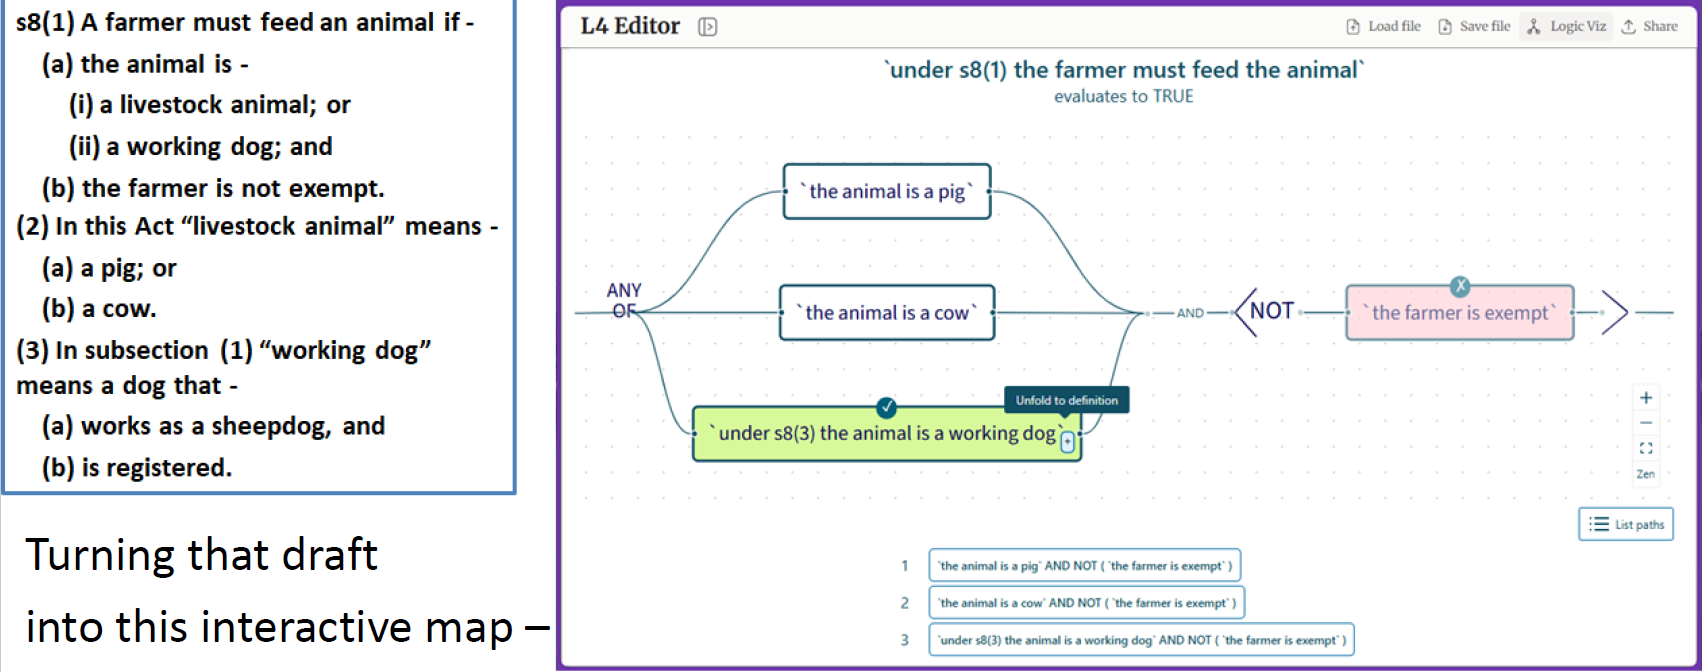 s8(1) A farmer must feed an animal if -
(a) the animal is -
(i) a livestock animal; or
(ii) a working dog; and
(b) the farmer is not exempt.
(2) In this Act “livestock animal” means -
(a) a pig; or
(b) a cow.
(3) In subsection (1) “working dog”
means a dog that -
(a) works as a sheepdog, and
(b) is registered.
Turning that draft
into this interactive map –
L4 Editor
Load file
Save file
Logic Viz
Share
`under s8(1) the farmer must feed the animal`
evaluates to TRUE
`the animal is a pig`
ANY
OF
`the animal is a cow`
AND
NOT
X
`the farmer is exempt`
Unfold to definition
`under s8(3) the animal is a working dog`
+
+
−
Zen
List paths
1 `the animal is a pig` AND NOT ( `the farmer is exempt` )
2 `the animal is a cow` AND NOT ( `the farmer is exempt` )
3 `under s8(3) the animal is a working dog` AND NOT ( `the farmer is exempt` )